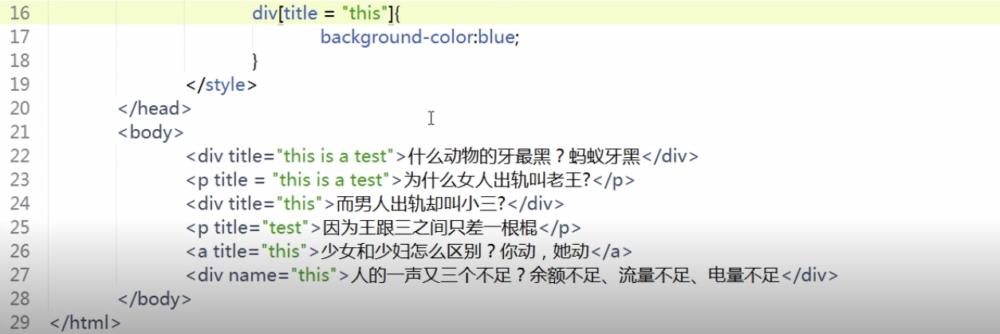 16 div[title = "this"]{
17 background-color:blue;
18 }
19 </style>
20 </head>
21 <body>
22 <div title="this is a test">什么动物的牙最黑？蚂蚁牙黑</div>
23 <p title = "this is a test">为什么女人出轨叫老王?</p>
24 <div title="this">而男人出轨却叫小三?</div>
25 <p title="test">因为王跟三之间只差一根棍</p>
26 <a title="this">少女和少妇怎么区别？你动，她动</a>
27 <div name="this">人的一声又三个不足？余额不足、流量不足、电量不足</div>
28 </body>
29 </html>